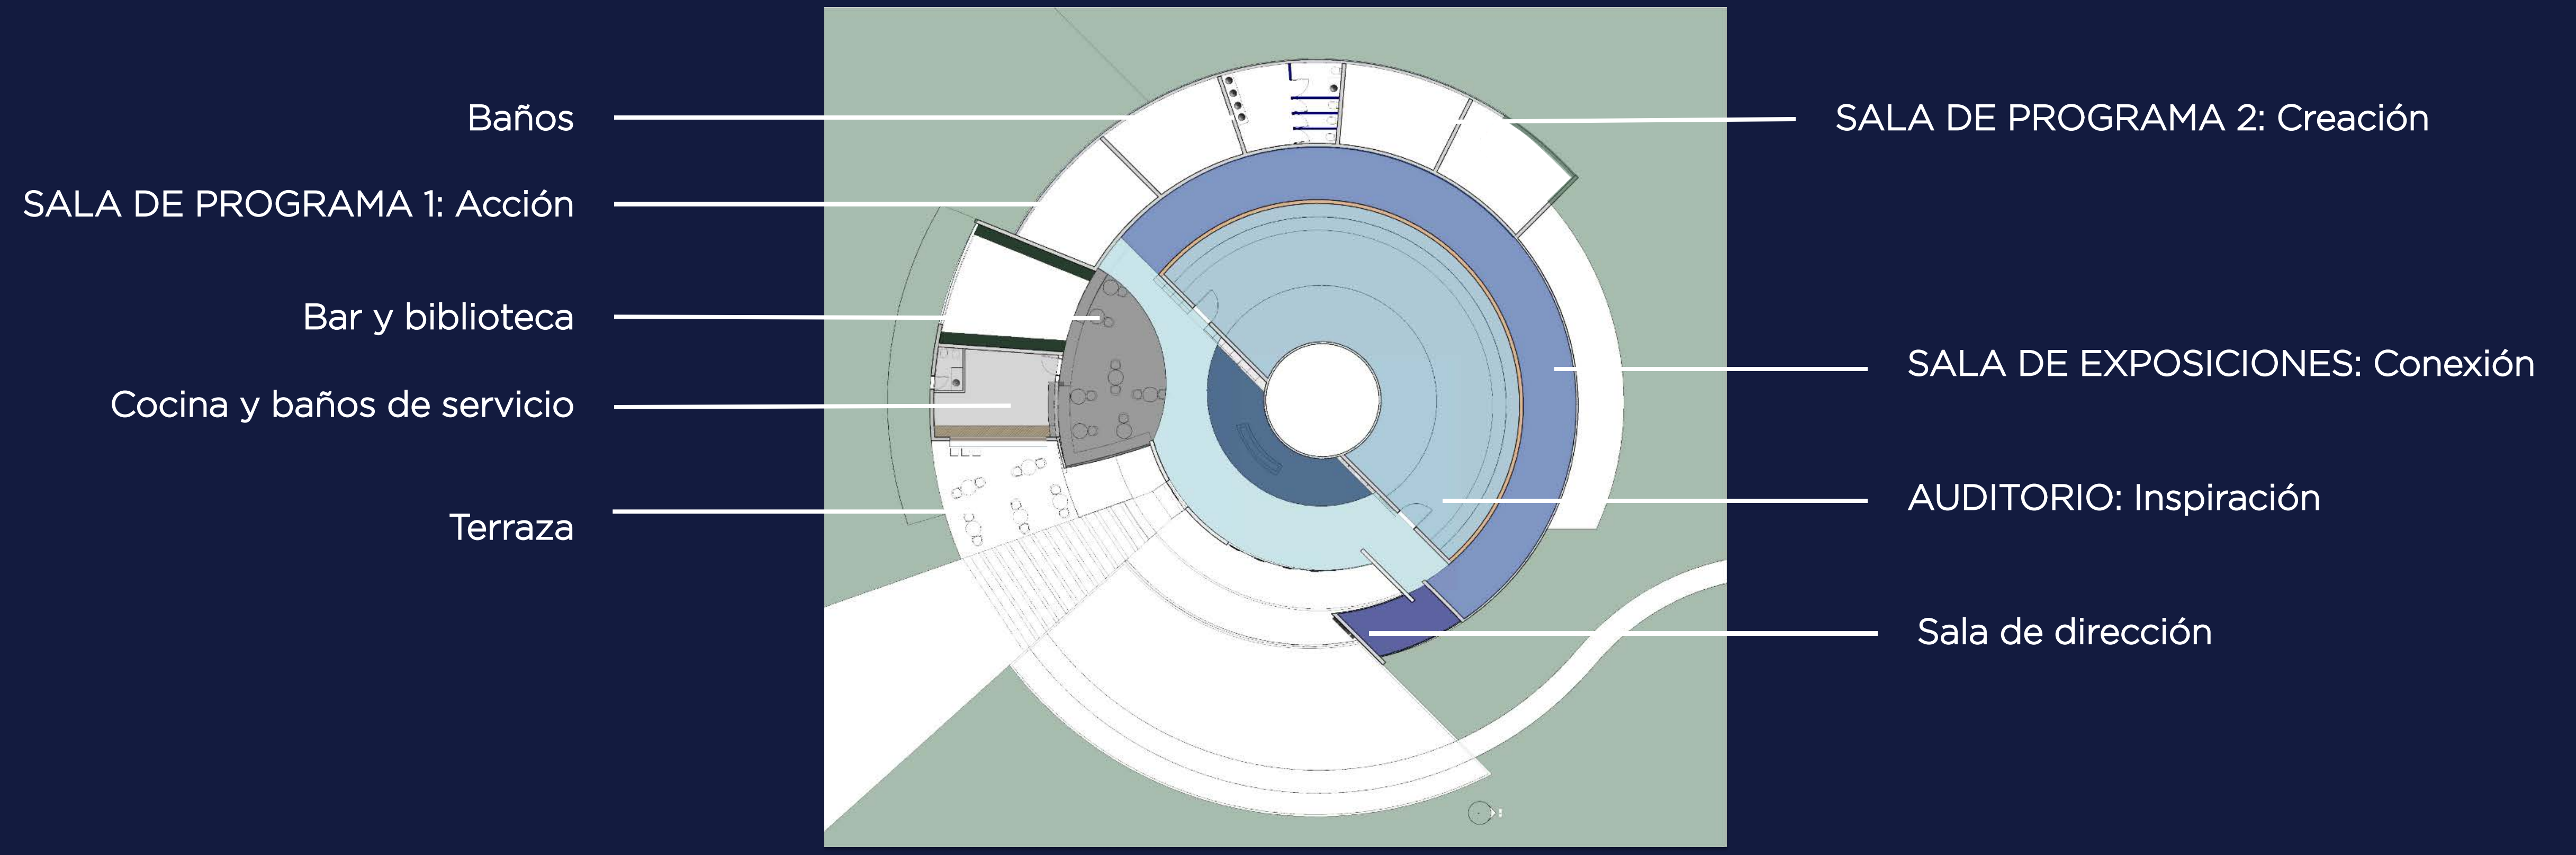 Baños
SALA DE PROGRAMA 1: Acción
Bar y biblioteca
Cocina y baños de servicio
Terraza
SALA DE PROGRAMA 2: Creación
SALA DE EXPOSICIONES: Conexión
AUDITORIO: Inspiración
Sala de dirección